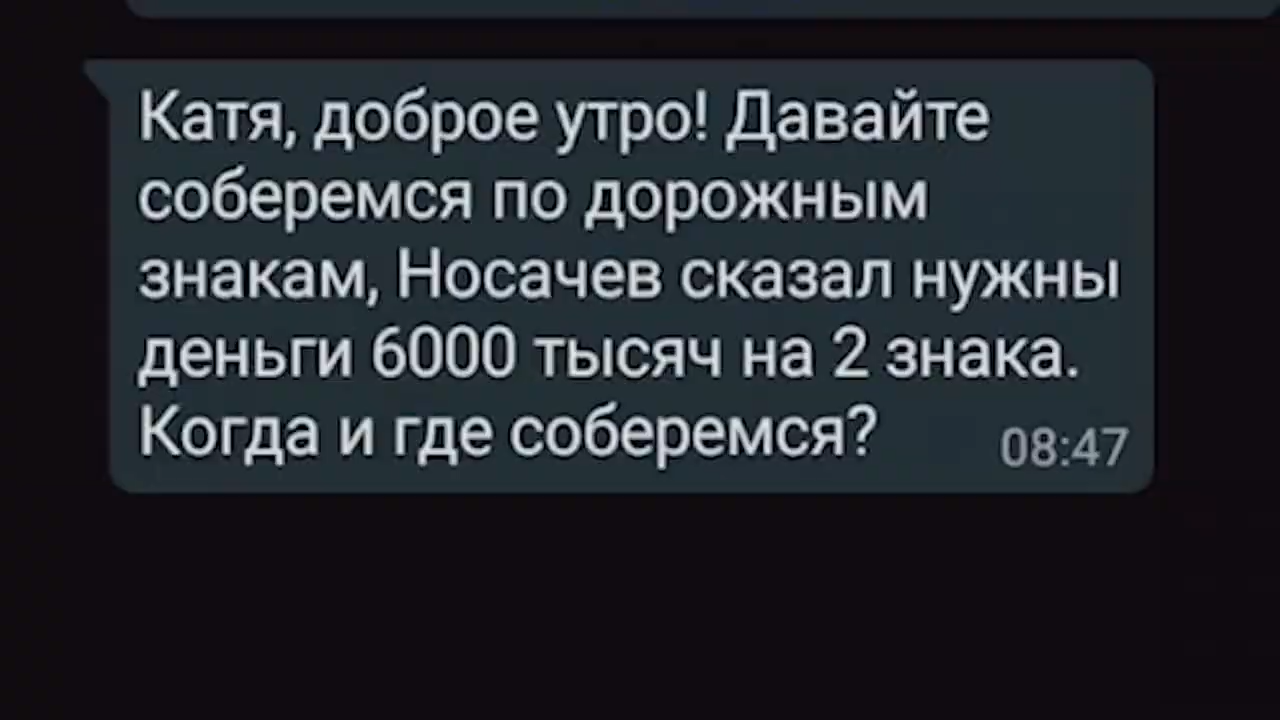 Катя, доброе утро! Давайте
соберемся по дорожным
знакам, Носачев сказал нужны
деньги 6000 тысяч на 2 знака.
Когда и где соберемся?
08:47